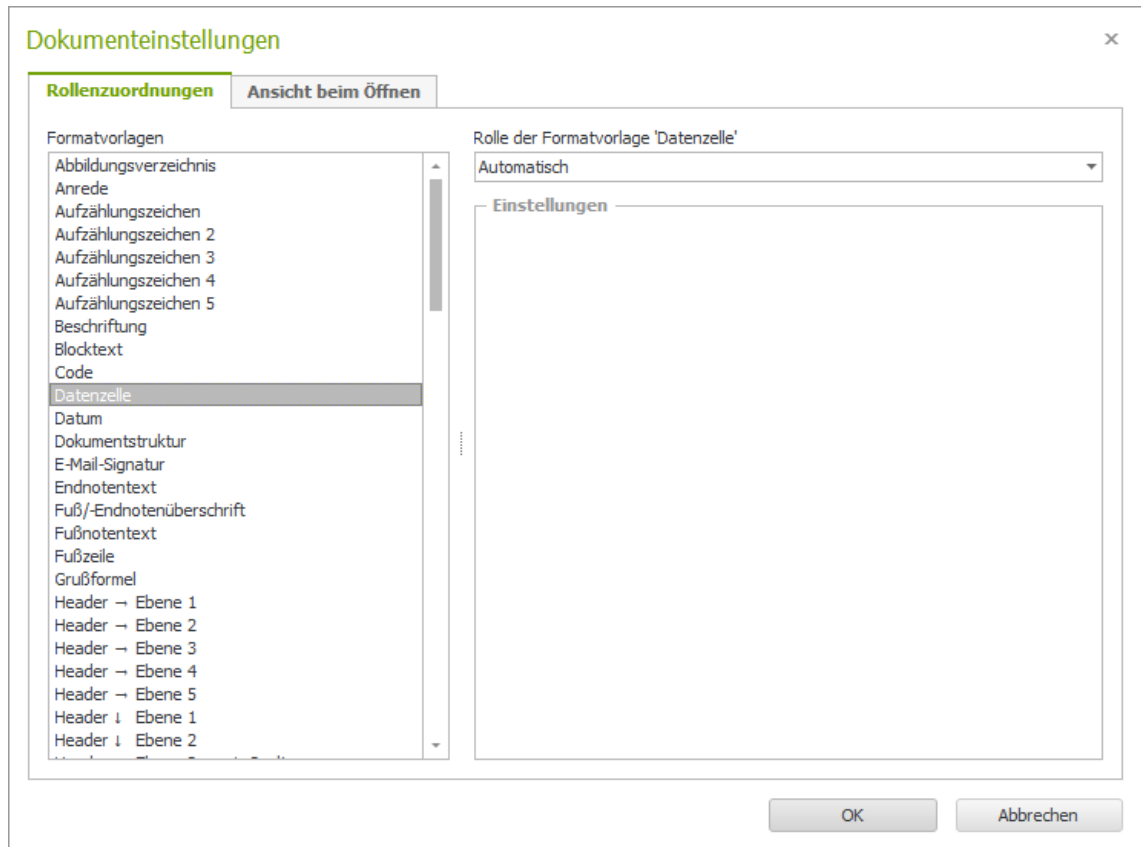 Dokumenteinstellungen
Rollenzuordnungen
Ansicht beim Öffnen
Formatvorlagen
Abbildungsverzeichnis
Anrede
Aufzählungszeichen
Aufzählungszeichen 2
Aufzählungszeichen 3
Aufzählungszeichen 4
Aufzählungszeichen 5
Beschriftung
Blocktext
Code
Datenzelle
Datum
Dokumentstruktur
E-Mail-Signatur
Endnotentext
Fuß/-Endnotenüberschrift
Fußnotentext
Fußzeile
Grußformel
Header → Ebene 1
Header → Ebene 2
Header → Ebene 3
Header → Ebene 4
Header → Ebene 5
Header ↓ Ebene 1
Header ↓ Ebene 2
Rolle der Formatvorlage 'Datenzelle'
Automatisch
Einstellungen
OK
Abbrechen